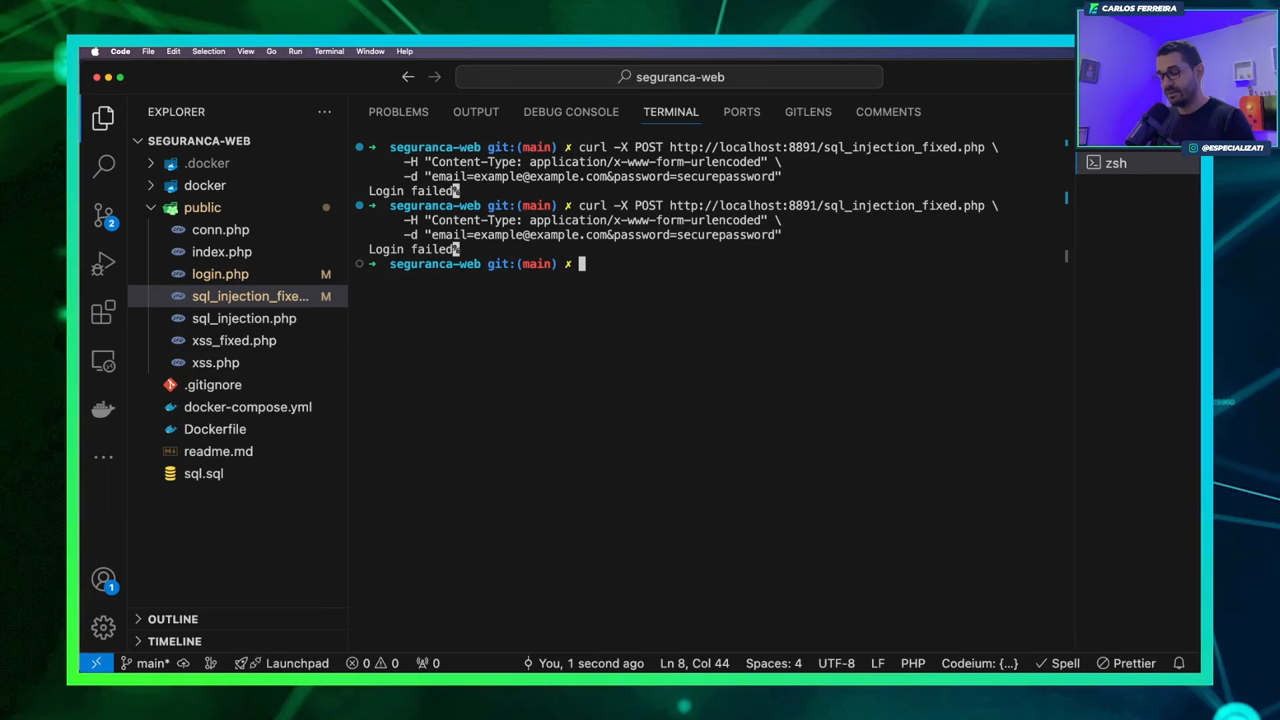 CARLOS FERREIRA
Code File Edit Selection View Go Run Terminal Window Help
seguranca-web
EXPLORER
PROBLEMS OUTPUT DEBUG CONSOLE TERMINAL PORTS GITLENS COMMENTS
SEGURANCA-WEB
.docker
docker
public
conn.php
index.php
login.php M
sql_injection_fixe... M
sql_injection.php
xss_fixed.php
xss.php
.gitignore
docker-compose.yml
Dockerfile
readme.md
sql.sql
OUTLINE
TIMELINE
2
1
➜ seguranca-web git:(main) ✗ curl -X POST http://localhost:8891/sql_injection_fixed.php \
-H "Content-Type: application/x-www-form-urlencoded" \
-d "email=example@example.com&password=securepassword"
Login failed%
➜ seguranca-web git:(main) ✗ curl -X POST http://localhost:8891/sql_injection_fixed.php \
-H "Content-Type: application/x-www-form-urlencoded" \
-d "email=example@example.com&password=securepassword"
Login failed%
➜ seguranca-web git:(main) ✗
zsh
@ESPECIALIZATI
main* Launchpad 0 0 0 You, 1 second ago Ln 8, Col 44 Spaces: 4 UTF-8 LF PHP Codeium: {...} Spell Prettier